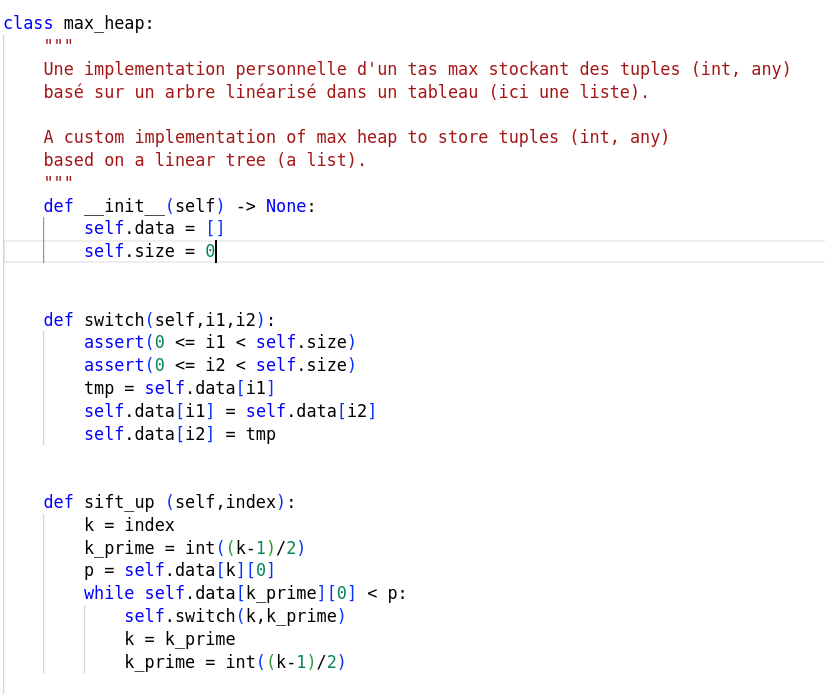 class max_heap:
    """
    Une implementation personnelle d'un tas max stockant des tuples (int, any)
    basé sur un arbre linéarisé dans un tableau (ici une liste).

    A custom implementation of max heap to store tuples (int, any)
    based on a linear tree (a list).
    """
    def __init__(self) -> None:
        self.data = []
        self.size = 0

    def switch(self,i1,i2):
        assert(0 <= i1 < self.size)
        assert(0 <= i2 < self.size)
        tmp = self.data[i1]
        self.data[i1] = self.data[i2]
        self.data[i2] = tmp

    def sift_up (self,index):
        k = index
        k_prime = int((k-1)/2)
        p = self.data[k][0]
        while self.data[k_prime][0] < p:
            self.switch(k,k_prime)
            k = k_prime
            k_prime = int((k-1)/2)